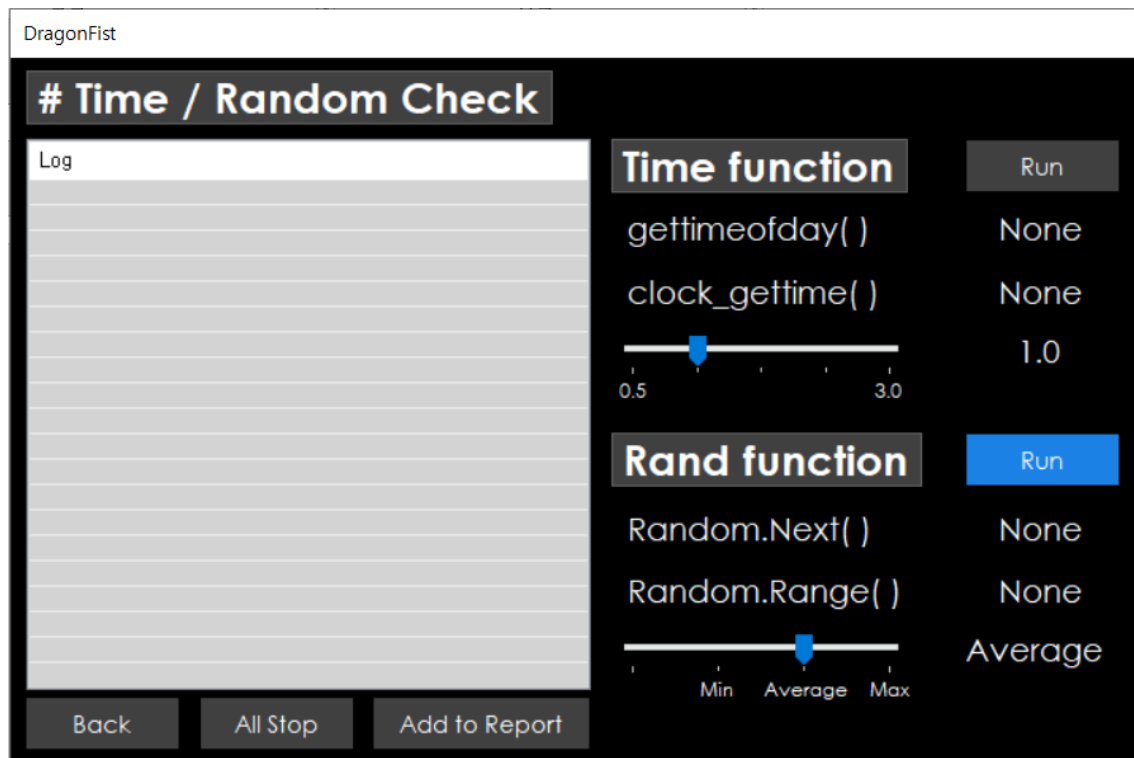 DragonFist
# Time / Random Check
Log
Time function
Run
gettimeofday( )
None
clock_gettime( )
None
1.0
0.5
3.0
Rand function
Run
Random.Next( )
None
Random.Range( )
None
Average
Min
Average
Max
Back
All Stop
Add to Report